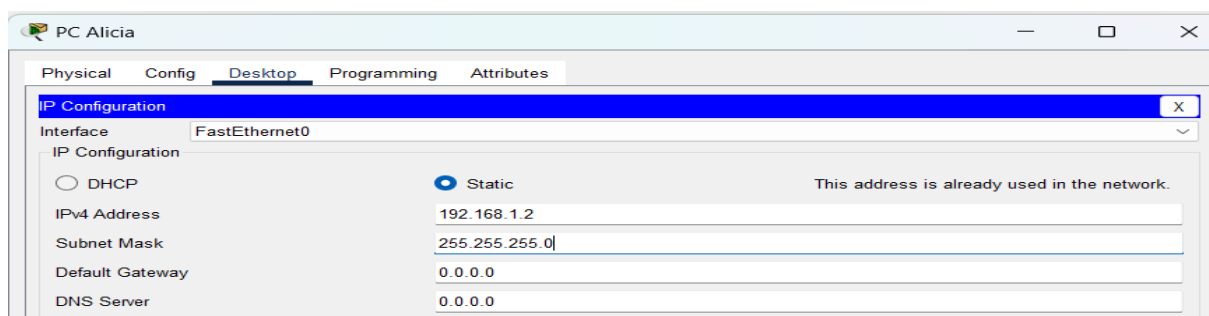 PC Alicia
Physical Config Desktop Programming Attributes
IP Configuration X
Interface FastEthernet0
IP Configuration
DHCP Static This address is already used in the network.
IPv4 Address 192.168.1.2
Subnet Mask 255.255.255.0
Default Gateway 0.0.0.0
DNS Server 0.0.0.0